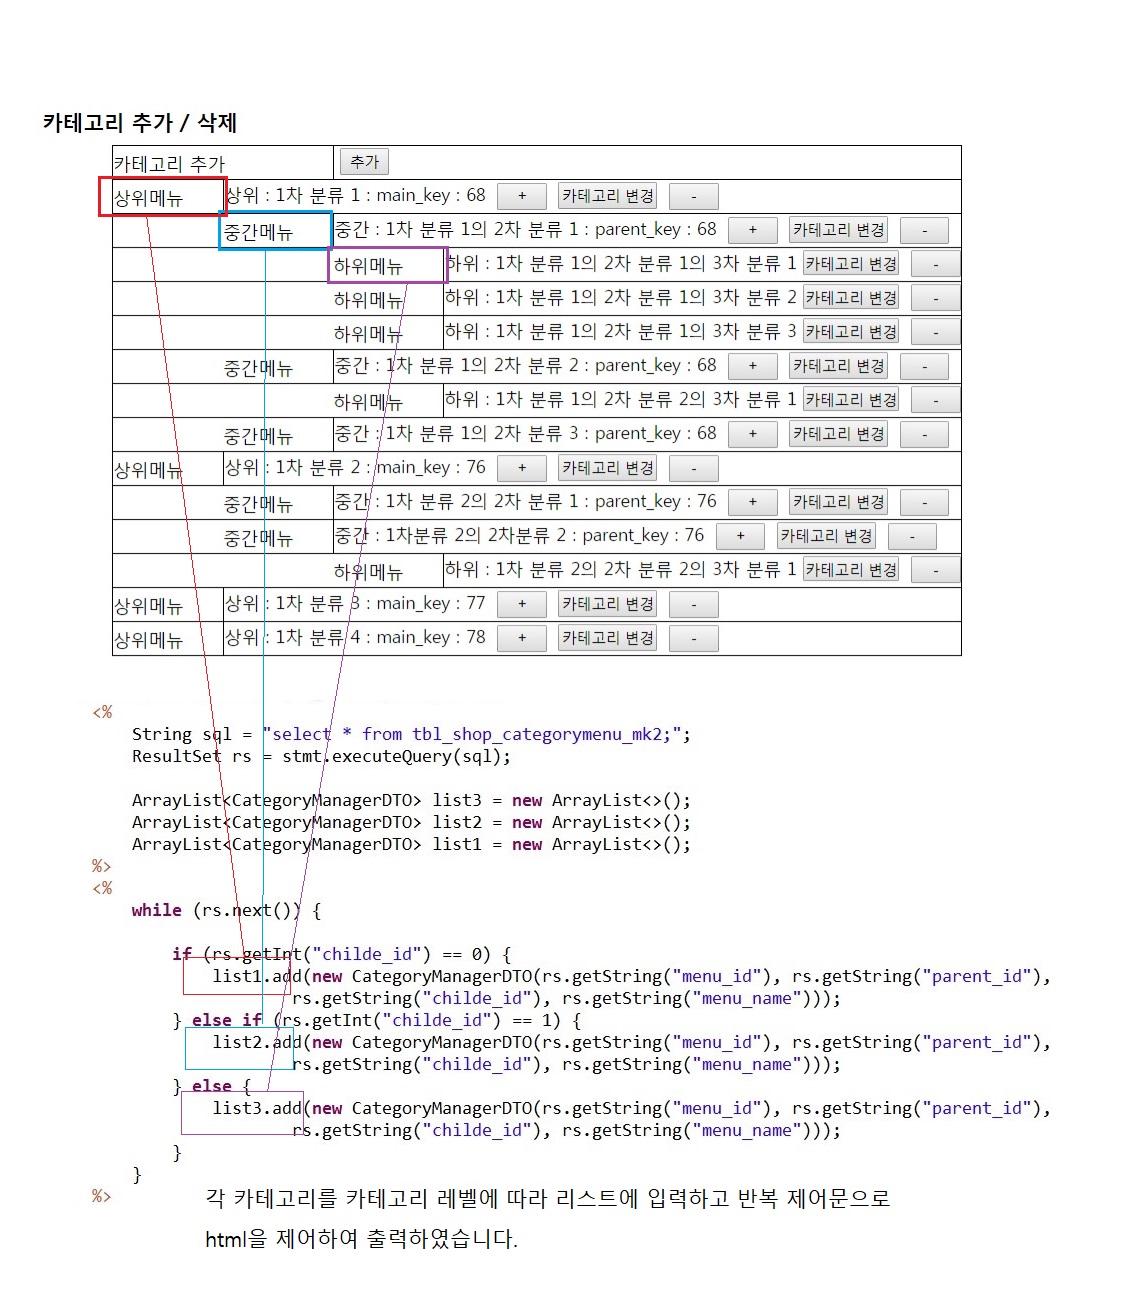 카테고리 추가 / 삭제
카테고리 추가 추가
상위메뉴 상위 : 1차 분류 1 : main_key : 68 + 카테고리 변경 -
중간메뉴 중간 : 1차 분류 1의 2차 분류 1 : parent_key : 68 + 카테고리 변경 -
하위메뉴 하위 : 1차 분류 1의 2차 분류 1의 3차 분류 1 카테고리 변경 -
하위메뉴 하위 : 1차 분류 1의 2차 분류 1의 3차 분류 2 카테고리 변경 -
하위메뉴 하위 : 1차 분류 1의 2차 분류 1의 3차 분류 3 카테고리 변경 -
중간메뉴 중간 : 1차 분류 1의 2차 분류 2 : parent_key : 68 + 카테고리 변경 -
하위메뉴 하위 : 1차 분류 1의 2차 분류 2의 3차 분류 1 카테고리 변경 -
중간메뉴 중간 : 1차 분류 1의 2차 분류 3 : parent_key : 68 + 카테고리 변경 -
상위메뉴 상위 : 1차 분류 2 : main_key : 76 + 카테고리 변경 -
중간메뉴 중간 : 1차 분류 2의 2차 분류 1 : parent_key : 76 + 카테고리 변경 -
중간메뉴 중간 : 1차분류 2의 2차분류 2 : parent_key : 76 + 카테고리 변경 -
하위메뉴 하위 : 1차 분류 2의 2차 분류 2의 3차 분류 1 카테고리 변경 -
상위메뉴 상위 : 1차 분류 3 : main_key : 77 + 카테고리 변경 -
상위메뉴 상위 : 1차 분류 4 : main_key : 78 + 카테고리 변경 -
<%
String sql = "select * from tbl_shop_categorymenu_mk2;";
ResultSet rs = stmt.executeQuery(sql);
ArrayList<CategoryManagerDTO> list3 = new ArrayList<>();
ArrayList<CategoryManagerDTO> list2 = new ArrayList<>();
ArrayList<CategoryManagerDTO> list1 = new ArrayList<>();
%>
<%
while (rs.next()) {
if (rs.getInt("childe_id") == 0) {
list1.add(new CategoryManagerDTO(rs.getString("menu_id"), rs.getString("parent_id"),
rs.getString("childe_id"), rs.getString("menu_name")));
} else if (rs.getInt("childe_id") == 1) {
list2.add(new CategoryManagerDTO(rs.getString("menu_id"), rs.getString("parent_id"),
rs.getString("childe_id"), rs.getString("menu_name")));
} else {
list3.add(new CategoryManagerDTO(rs.getString("menu_id"), rs.getString("parent_id"),
rs.getString("childe_id"), rs.getString("menu_name")));
}
}
%> 각 카테고리를 카테고리 레벨에 따라 리스트에 입력하고 반복 제어문으로
html을 제어하여 출력하였습니다.